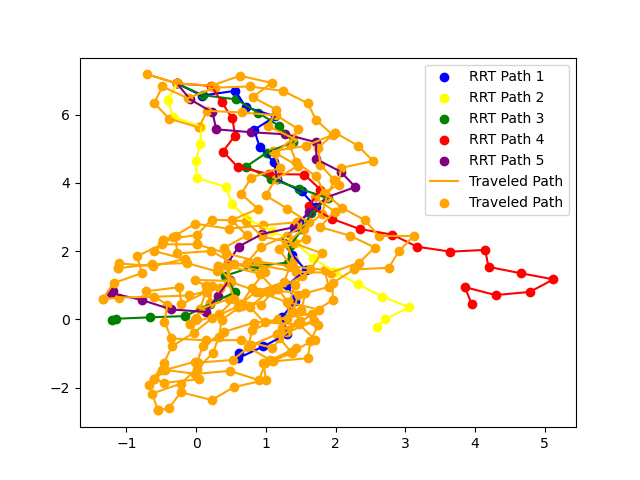 RRT Path 1
RRT Path 2
RRT Path 3
RRT Path 4
RRT Path 5
Traveled Path
Traveled Path
6
4
2
0
−2
−1 0 1 2 3 4 5